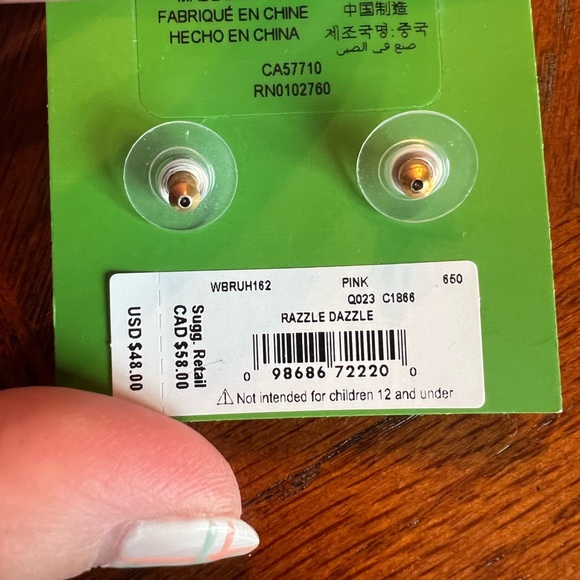 FABRIQUÉ EN CHINE
HECHO EN CHINA
中国制造
제조국명:중국
صنع في الصين
CA57710
RN0102760
WBRUH162 PINK 650
Q023 C1866
RAZZLE DAZZLE
0 98686 72220 0
⚠ Not intended for children 12 and under
Sugg. Retail
CAD $58.00
USD $48.00